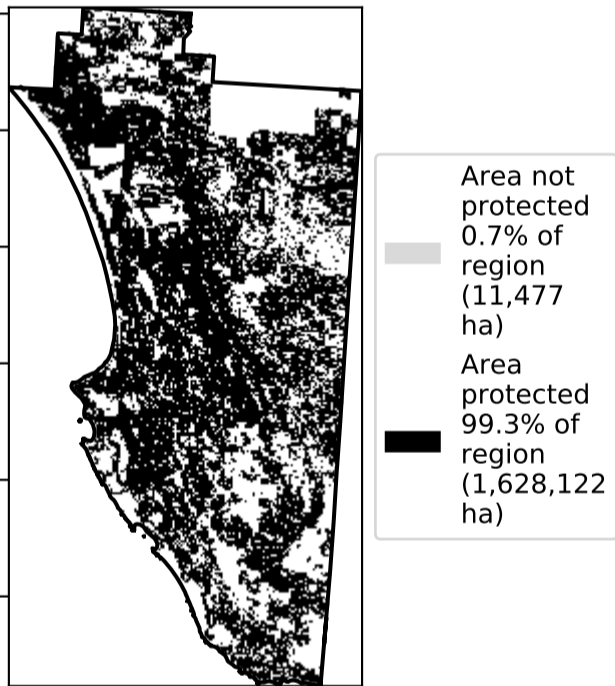 Area not
protected
0.7% of
region
(11,477
ha)
Area
protected
99.3% of
region
(1,628,122
ha)